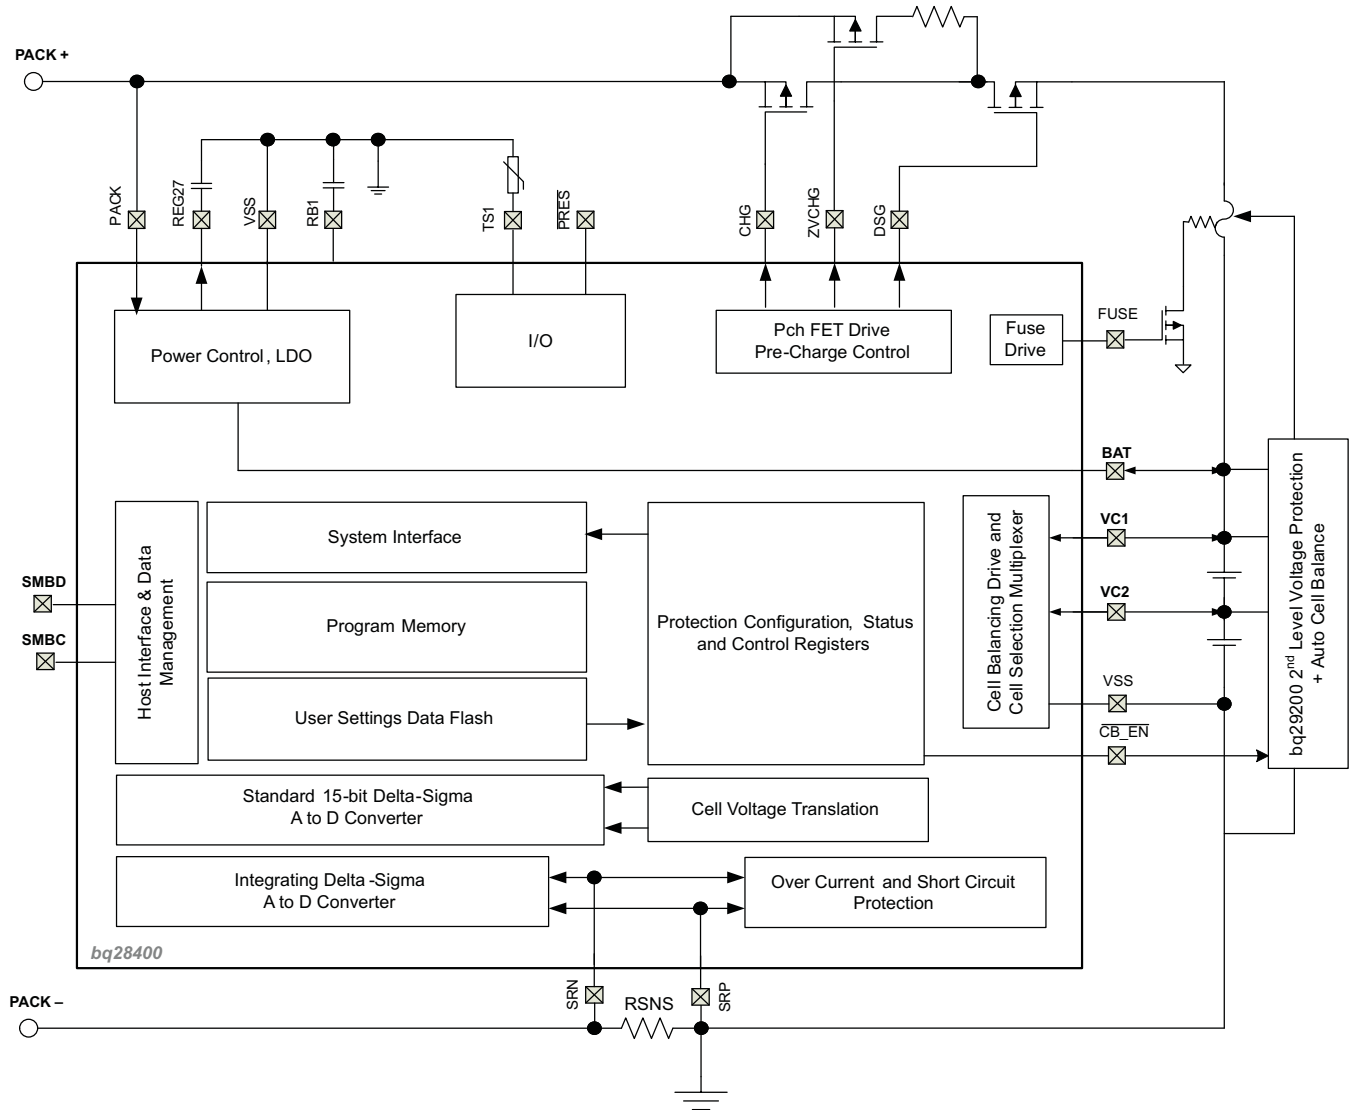 PACK +
PACK
REG27
VSS
RB1
TS1
PRES
CHG
ZVCHG
DSG
Power Control, LDO
I/O
Pch FET Drive
Pre-Charge Control
Fuse
Drive
FUSE
BAT
VC1
VC2
VSS
CB_EN
SMBD
SMBC
Host Interface & Data
Management
System Interface
Program Memory
User Settings Data Flash
Protection Configuration, Status
and Control Registers
Cell Balancing Drive and
Cell Selection Multiplexer
bq29200 2nd Level Voltage Protection
+ Auto Cell Balance
Standard 15-bit Delta-Sigma
A to D Converter
Cell Voltage Translation
Integrating Delta-Sigma
A to D Converter
Over Current and Short Circuit
Protection
bq28400
PACK –
SRN
RSNS
SRP